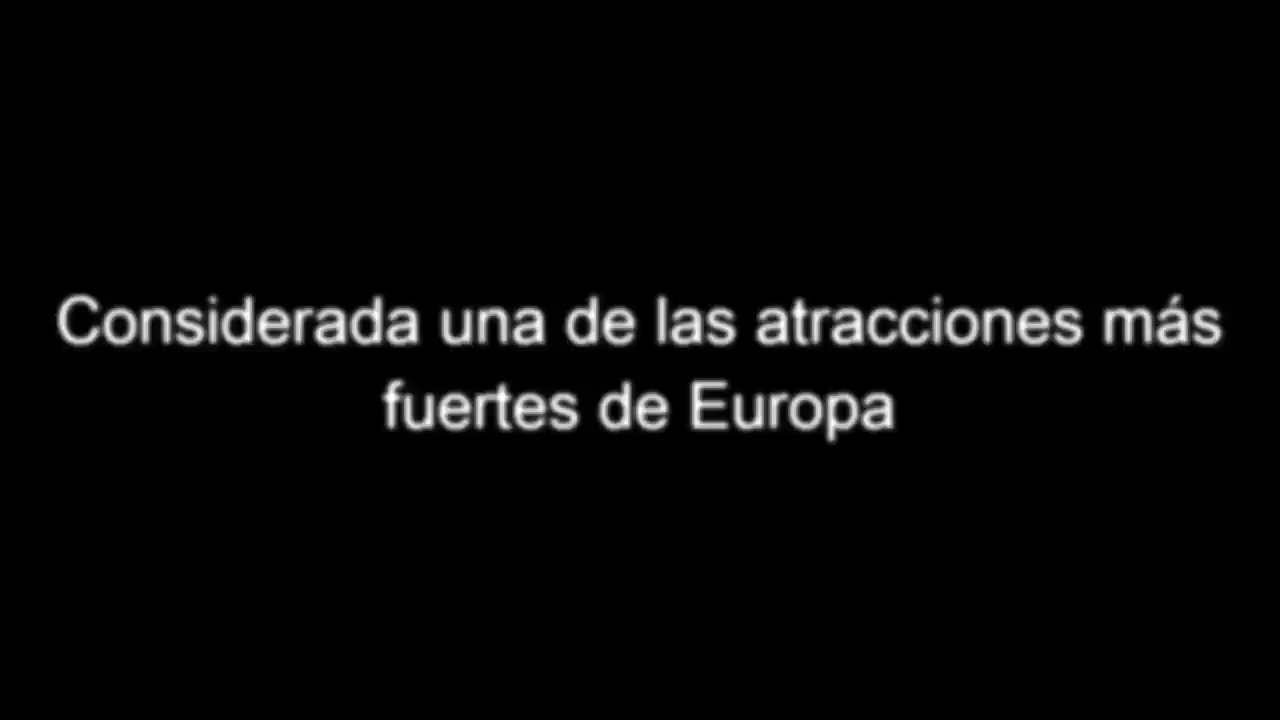 Considerada una de las atracciones más
fuertes de Europa